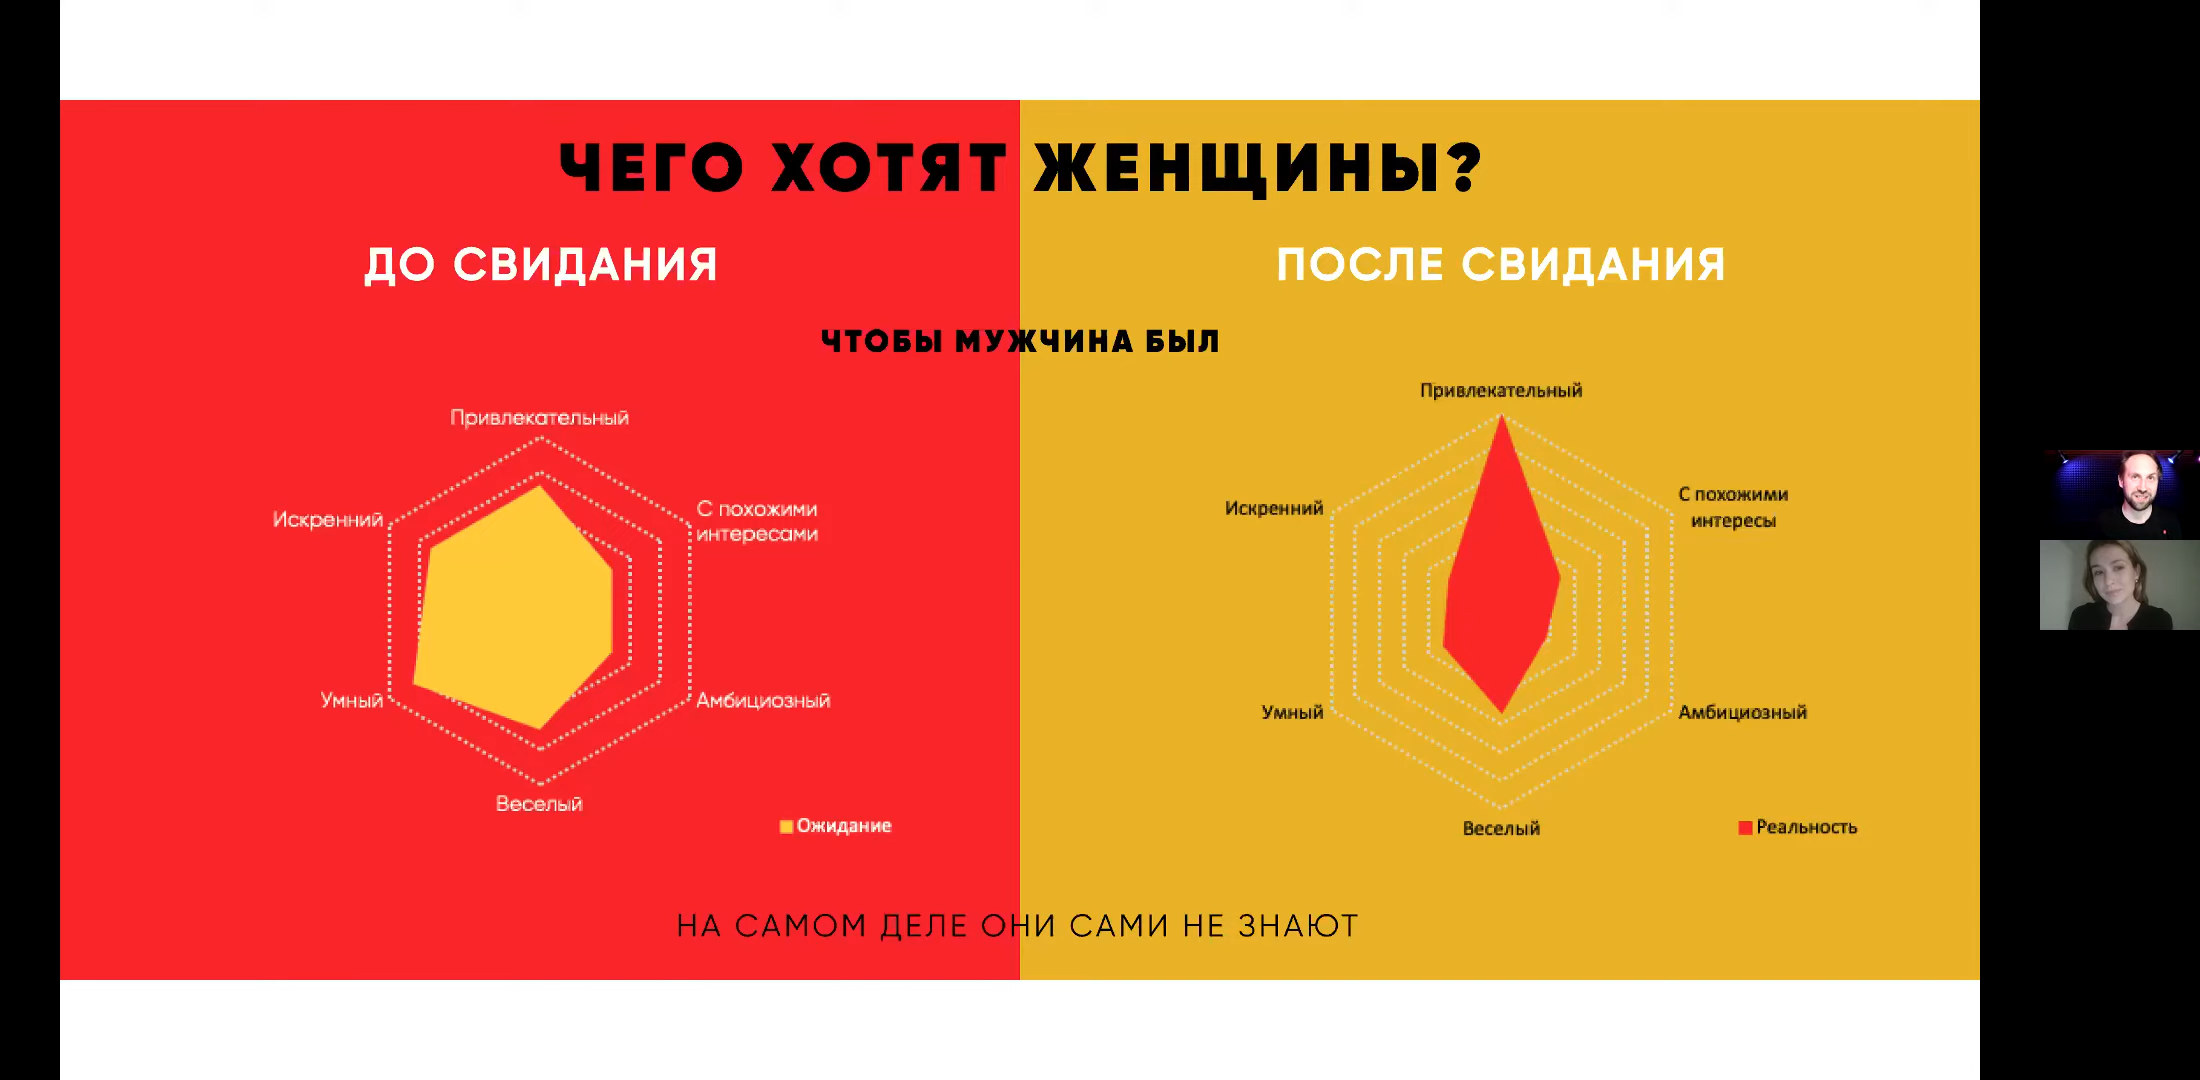 ЧЕГО ХОТЯТ ЖЕНЩИНЫ?
ДО СВИДАНИЯ
ПОСЛЕ СВИДАНИЯ
ЧТОБЫ МУЖЧИНА БЫЛ
Привлекательный
С похожими
интересами
Амбициозный
Веселый
Умный
Искренний
Ожидание
Привлекательный
С похожими
интересы
Амбициозный
Веселый
Умный
Искренний
Реальность
НА САМОМ ДЕЛЕ ОНИ САМИ НЕ ЗНАЮТ